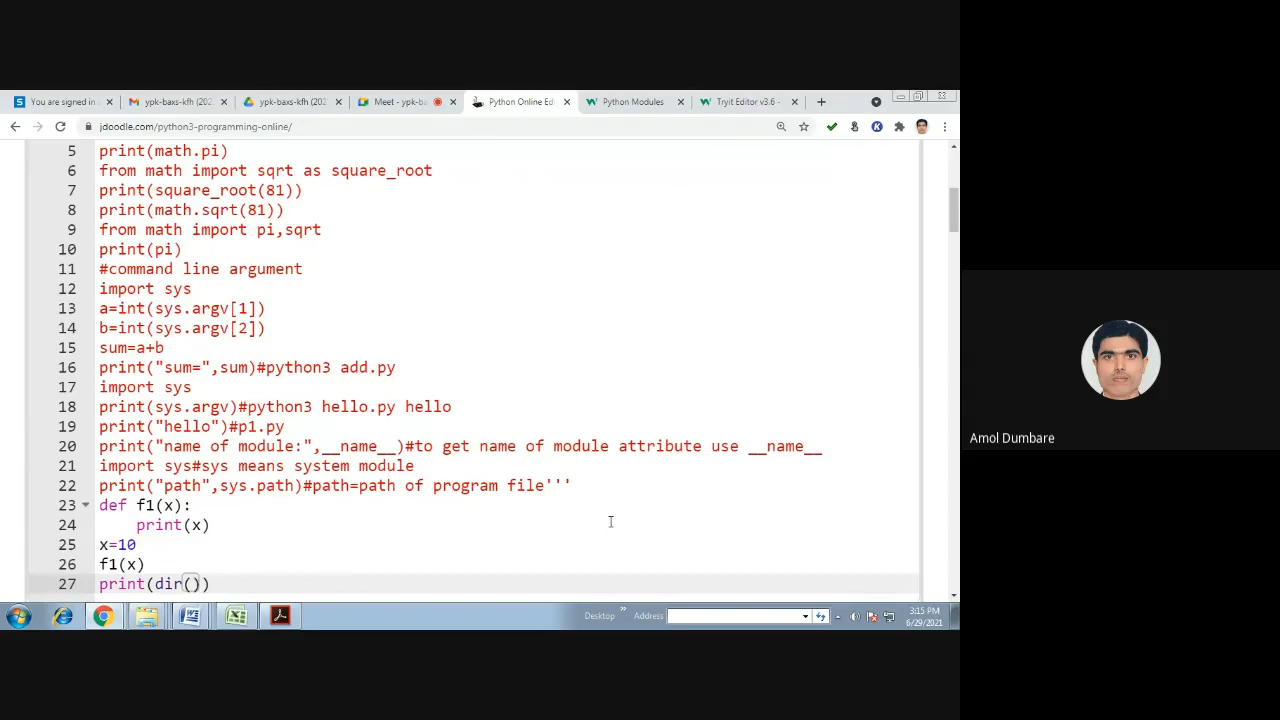 You are signed in
ypk-baxs-kfh (202
ypk-baxs-kfh (202
Meet - ypk-ba
Python Online Ed
Python Modules
Tryit Editor v3.6 -
jdoodle.com/python3-programming-online/
5 print(math.pi)
6 from math import sqrt as square_root
7 print(square_root(81))
8 print(math.sqrt(81))
9 from math import pi,sqrt
10 print(pi)
11 #command line argument
12 import sys
13 a=int(sys.argv[1])
14 b=int(sys.argv[2])
15 sum=a+b
16 print("sum=",sum)#python3 add.py
17 import sys
18 print(sys.argv)#python3 hello.py hello
19 print("hello")#p1.py
20 print("name of module:",__name__)#to get name of module attribute use __name__
21 import sys#sys means system module
22 print("path",sys.path)#path=path of program file'''
23 def f1(x):
24 print(x)
25 x=10
26 f1(x)
27 print(dir())
Desktop » Address
3:15 PM
6/29/2021
Amol Dumbare